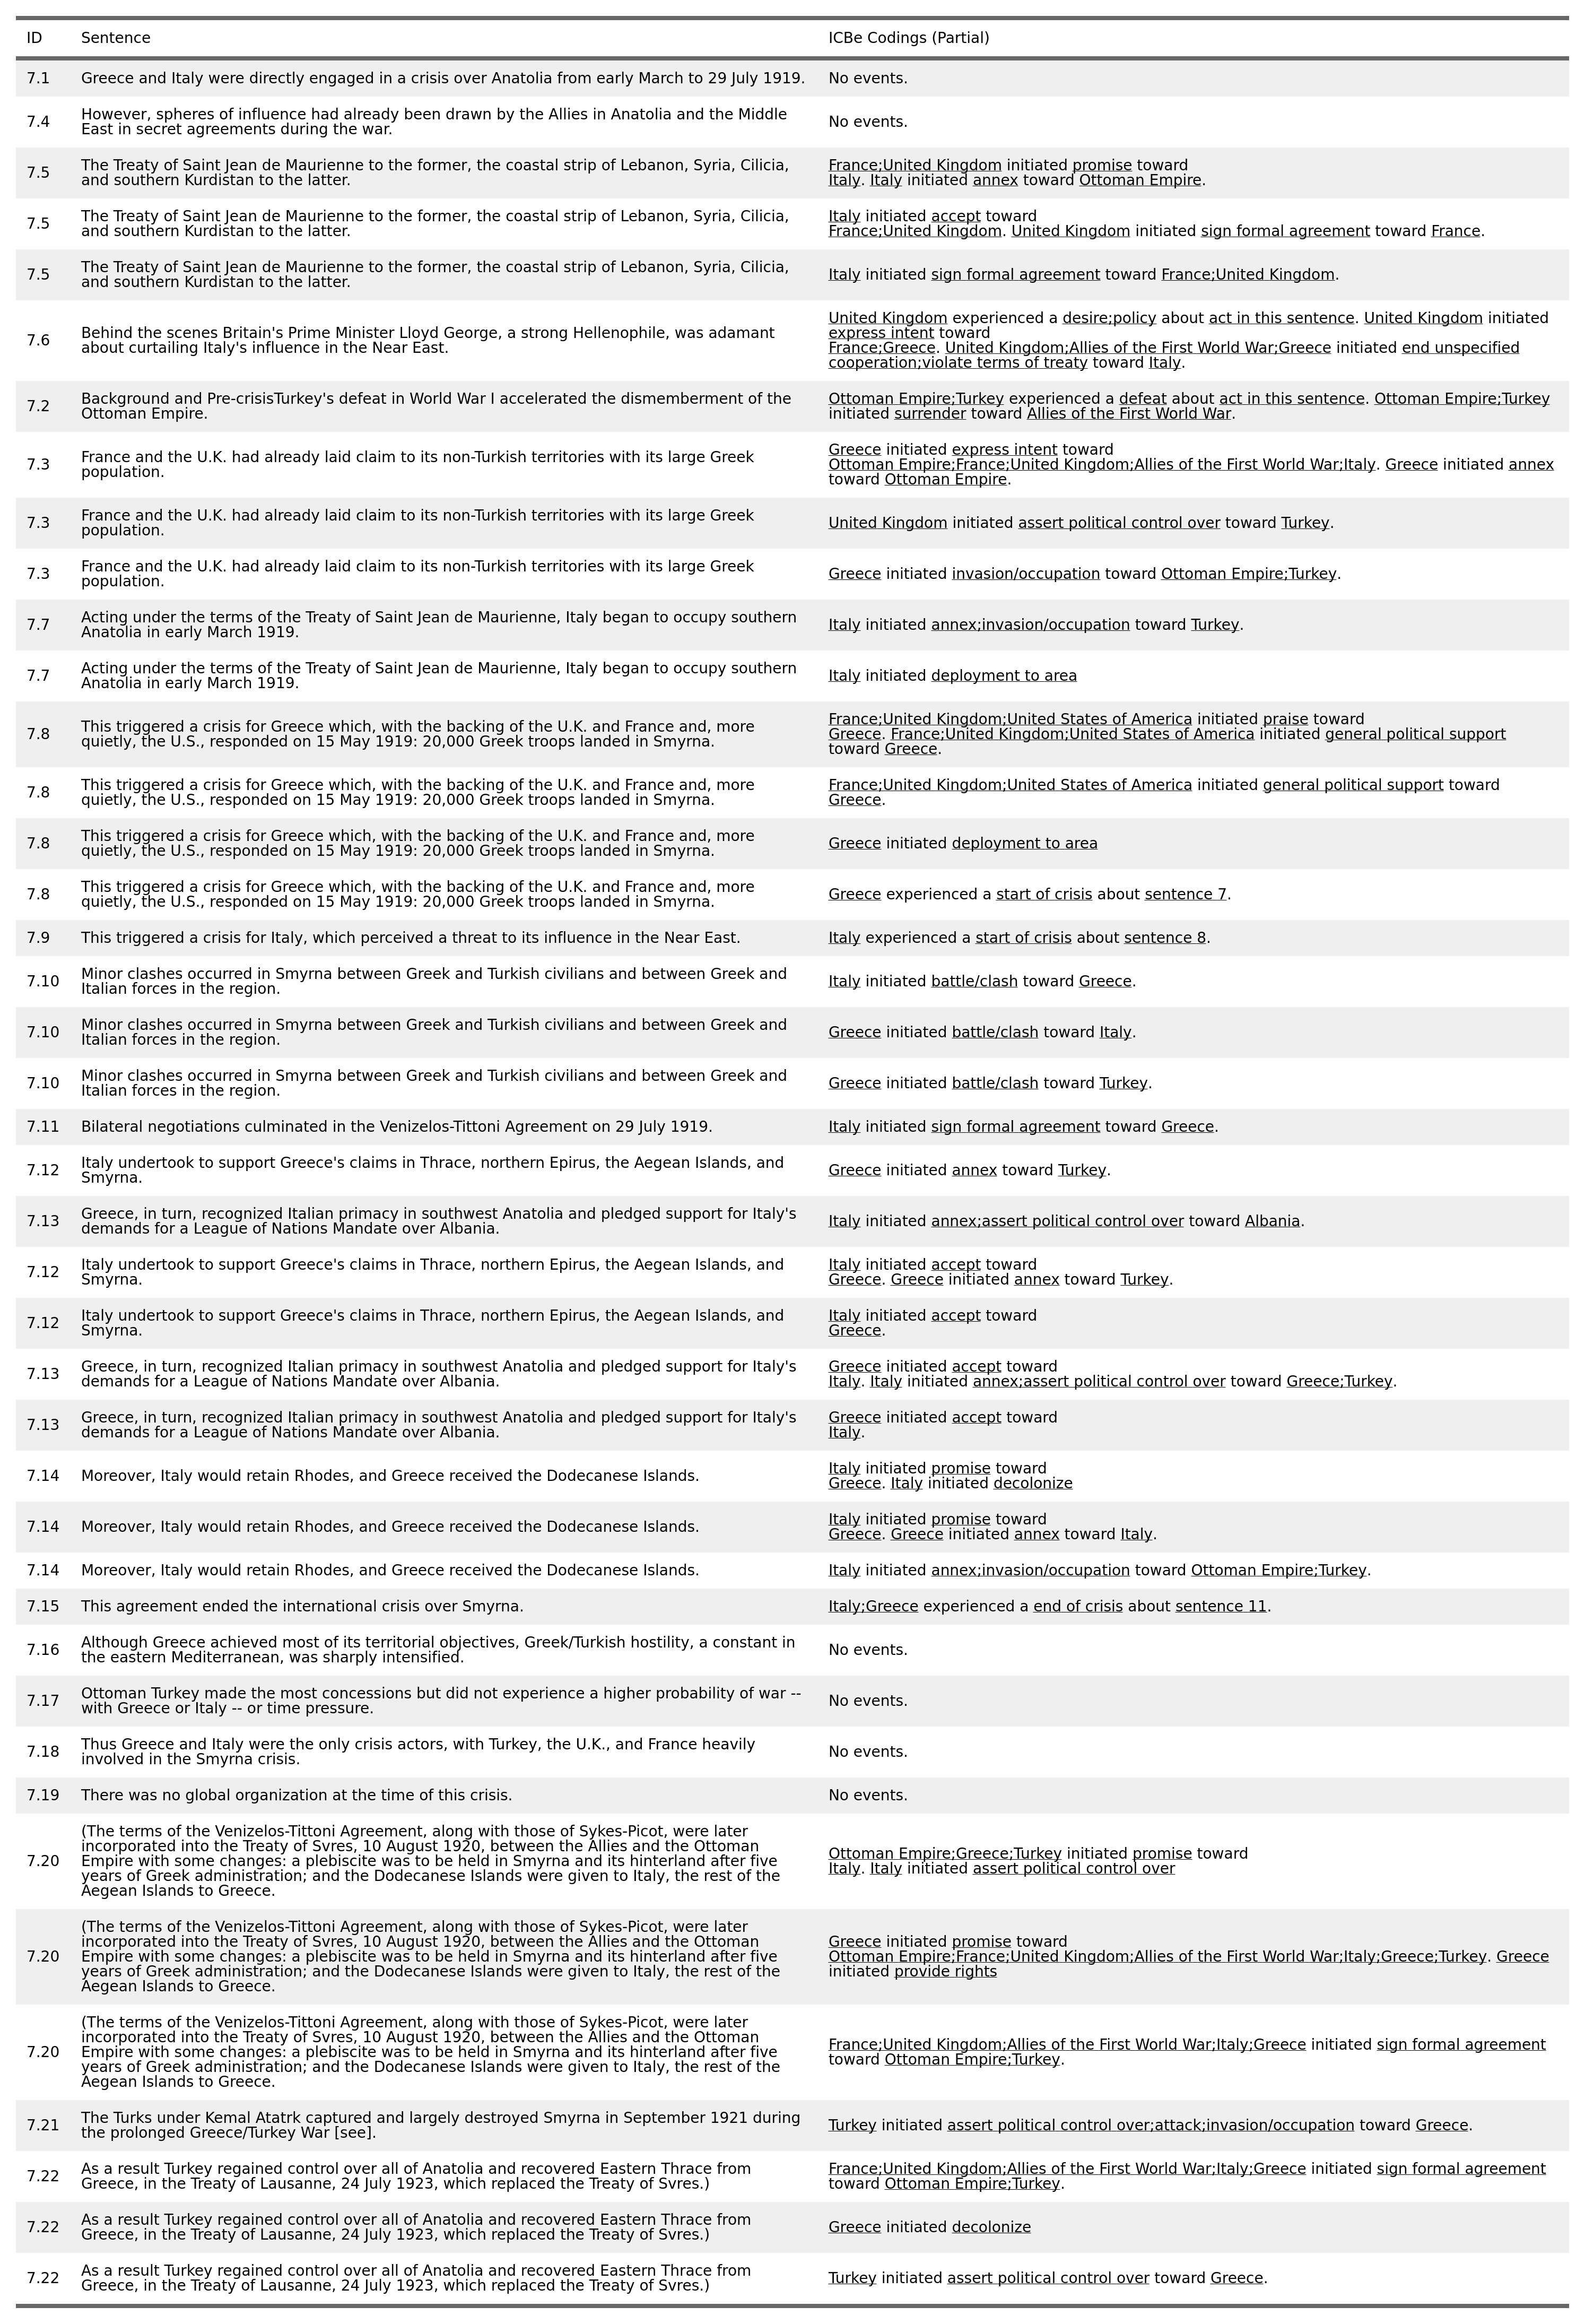 ID Sentence ICBe Codings (Partial)
7.1 Greece and Italy were directly engaged in a crisis over Anatolia from early March to 29 July 1919. No events.
7.4 However, spheres of influence had already been drawn by the Allies in Anatolia and the Middle
East in secret agreements during the war. No events.
7.5 The Treaty of Saint Jean de Maurienne to the former, the coastal strip of Lebanon, Syria, Cilicia,
and southern Kurdistan to the latter.
France;United Kingdom initiated promise toward
Italy. Italy initiated annex toward Ottoman Empire.
7.5 The Treaty of Saint Jean de Maurienne to the former, the coastal strip of Lebanon, Syria, Cilicia,
and southern Kurdistan to the latter.
Italy initiated accept toward
France;United Kingdom. United Kingdom initiated sign formal agreement toward France.
7.5 The Treaty of Saint Jean de Maurienne to the former, the coastal strip of Lebanon, Syria, Cilicia,
and southern Kurdistan to the latter.
Italy initiated sign formal agreement toward France;United Kingdom.
7.6 Behind the scenes Britain's Prime Minister Lloyd George, a strong Hellenophile, was adamant
about curtailing Italy's influence in the Near East.
United Kingdom experienced a desire;policy about act in this sentence. United Kingdom initiated
express intent toward
France;Greece. United Kingdom;Allies of the First World War;Greece initiated end unspecified
cooperation;violate terms of treaty toward Italy.
7.2 Background and Pre-crisisTurkey's defeat in World War I accelerated the dismemberment of the
Ottoman Empire.
Ottoman Empire;Turkey experienced a defeat about act in this sentence. Ottoman Empire;Turkey
initiated surrender toward Allies of the First World War.
7.3 France and the U.K. had already laid claim to its non-Turkish territories with its large Greek
population.
Greece initiated express intent toward
Ottoman Empire;France;United Kingdom;Allies of the First World War;Italy. Greece initiated annex
toward Ottoman Empire.
7.3 France and the U.K. had already laid claim to its non-Turkish territories with its large Greek
population.
United Kingdom initiated assert political control over toward Turkey.
7.3 France and the U.K. had already laid claim to its non-Turkish territories with its large Greek
population.
Greece initiated invasion/occupation toward Ottoman Empire;Turkey.
7.7 Acting under the terms of the Treaty of Saint Jean de Maurienne, Italy began to occupy southern
Anatolia in early March 1919.
Italy initiated annex;invasion/occupation toward Turkey.
7.7 Acting under the terms of the Treaty of Saint Jean de Maurienne, Italy began to occupy southern
Anatolia in early March 1919.
Italy initiated deployment to area
7.8 This triggered a crisis for Greece which, with the backing of the U.K. and France and, more
quietly, the U.S., responded on 15 May 1919: 20,000 Greek troops landed in Smyrna.
France;United Kingdom;United States of America initiated praise toward
Greece. France;United Kingdom;United States of America initiated general political support
toward Greece.
7.8 This triggered a crisis for Greece which, with the backing of the U.K. and France and, more
quietly, the U.S., responded on 15 May 1919: 20,000 Greek troops landed in Smyrna.
France;United Kingdom;United States of America initiated general political support toward
Greece.
7.8 This triggered a crisis for Greece which, with the backing of the U.K. and France and, more
quietly, the U.S., responded on 15 May 1919: 20,000 Greek troops landed in Smyrna.
Greece initiated deployment to area
7.8 This triggered a crisis for Greece which, with the backing of the U.K. and France and, more
quietly, the U.S., responded on 15 May 1919: 20,000 Greek troops landed in Smyrna.
Greece experienced a start of crisis about sentence 7.
7.9 This triggered a crisis for Italy, which perceived a threat to its influence in the Near East. Italy experienced a start of crisis about sentence 8.
7.10 Minor clashes occurred in Smyrna between Greek and Turkish civilians and between Greek and
Italian forces in the region.
Italy initiated battle/clash toward Greece.
7.10 Minor clashes occurred in Smyrna between Greek and Turkish civilians and between Greek and
Italian forces in the region.
Greece initiated battle/clash toward Italy.
7.10 Minor clashes occurred in Smyrna between Greek and Turkish civilians and between Greek and
Italian forces in the region.
Greece initiated battle/clash toward Turkey.
7.11 Bilateral negotiations culminated in the Venizelos-Tittoni Agreement on 29 July 1919. Italy initiated sign formal agreement toward Greece.
7.12 Italy undertook to support Greece's claims in Thrace, northern Epirus, the Aegean Islands, and
Smyrna.
Greece initiated annex toward Turkey.
7.13 Greece, in turn, recognized Italian primacy in southwest Anatolia and pledged support for Italy's
demands for a League of Nations Mandate over Albania.
Italy initiated annex;assert political control over toward Albania.
7.12 Italy undertook to support Greece's claims in Thrace, northern Epirus, the Aegean Islands, and
Smyrna.
Italy initiated accept toward
Greece. Greece initiated annex toward Turkey.
7.12 Italy undertook to support Greece's claims in Thrace, northern Epirus, the Aegean Islands, and
Smyrna.
Italy initiated accept toward
Greece.
7.13 Greece, in turn, recognized Italian primacy in southwest Anatolia and pledged support for Italy's
demands for a League of Nations Mandate over Albania.
Greece initiated accept toward
Italy. Italy initiated annex;assert political control over toward Greece;Turkey.
7.13 Greece, in turn, recognized Italian primacy in southwest Anatolia and pledged support for Italy's
demands for a League of Nations Mandate over Albania.
Greece initiated accept toward
Italy.
7.14 Moreover, Italy would retain Rhodes, and Greece received the Dodecanese Islands.
Italy initiated promise toward
Greece. Italy initiated decolonize
7.14 Moreover, Italy would retain Rhodes, and Greece received the Dodecanese Islands.
Italy initiated promise toward
Greece. Greece initiated annex toward Italy.
7.14 Moreover, Italy would retain Rhodes, and Greece received the Dodecanese Islands. Italy initiated annex;invasion/occupation toward Ottoman Empire;Turkey.
7.15 This agreement ended the international crisis over Smyrna. Italy;Greece experienced a end of crisis about sentence 11.
7.16 Although Greece achieved most of its territorial objectives, Greek/Turkish hostility, a constant in
the eastern Mediterranean, was sharply intensified.
No events.
7.17 Ottoman Turkey made the most concessions but did not experience a higher probability of war --
with Greece or Italy -- or time pressure.
No events.
7.18 Thus Greece and Italy were the only crisis actors, with Turkey, the U.K., and France heavily
involved in the Smyrna crisis.
No events.
7.19 There was no global organization at the time of this crisis. No events.
7.20 (The terms of the Venizelos-Tittoni Agreement, along with those of Sykes-Picot, were later
incorporated into the Treaty of Svres, 10 August 1920, between the Allies and the Ottoman
Empire with some changes: a plebiscite was to be held in Smyrna and its hinterland after five
years of Greek administration; and the Dodecanese Islands were given to Italy, the rest of the
Aegean Islands to Greece.
Ottoman Empire;Greece;Turkey initiated promise toward
Italy. Italy initiated assert political control over
7.20 (The terms of the Venizelos-Tittoni Agreement, along with those of Sykes-Picot, were later
incorporated into the Treaty of Svres, 10 August 1920, between the Allies and the Ottoman
Empire with some changes: a plebiscite was to be held in Smyrna and its hinterland after five
years of Greek administration; and the Dodecanese Islands were given to Italy, the rest of the
Aegean Islands to Greece.
Greece initiated promise toward
Ottoman Empire;France;United Kingdom;Allies of the First World War;Italy;Greece;Turkey. Greece
initiated provide rights
7.20 (The terms of the Venizelos-Tittoni Agreement, along with those of Sykes-Picot, were later
incorporated into the Treaty of Svres, 10 August 1920, between the Allies and the Ottoman
Empire with some changes: a plebiscite was to be held in Smyrna and its hinterland after five
years of Greek administration; and the Dodecanese Islands were given to Italy, the rest of the
Aegean Islands to Greece.
France;United Kingdom;Allies of the First World War;Italy;Greece initiated sign formal agreement
toward Ottoman Empire;Turkey.
7.21 The Turks under Kemal Atatrk captured and largely destroyed Smyrna in September 1921 during
the prolonged Greece/Turkey War [see].
Turkey initiated assert political control over;attack;invasion/occupation toward Greece.
7.22 As a result Turkey regained control over all of Anatolia and recovered Eastern Thrace from
Greece, in the Treaty of Lausanne, 24 July 1923, which replaced the Treaty of Svres.)
France;United Kingdom;Allies of the First World War;Italy;Greece initiated sign formal agreement
toward Ottoman Empire;Turkey.
7.22 As a result Turkey regained control over all of Anatolia and recovered Eastern Thrace from
Greece, in the Treaty of Lausanne, 24 July 1923, which replaced the Treaty of Svres.)
Greece initiated decolonize
7.22 As a result Turkey regained control over all of Anatolia and recovered Eastern Thrace from
Greece, in the Treaty of Lausanne, 24 July 1923, which replaced the Treaty of Svres.)
Turkey initiated assert political control over toward Greece.